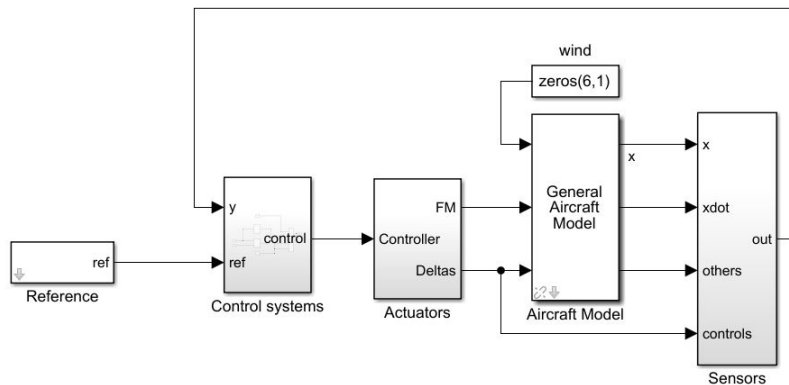 wind
zeros(6,1)
y
control
ref
Control systems
ref
Reference
FM
Controller
Deltas
Actuators
General
Aircraft
Model
Aircraft Model
x
x
xdot
out
others
controls
Sensors